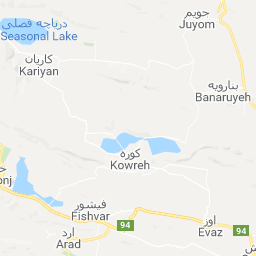 جویم
Juyom
دریاچه فصلی
Seasonal Lake
کاریان
Kariyan
بنارویه
Banaruyeh
کوره
Kowreh
onj
فیشور
Fishvar
94
اوز
Evaz
94
ارد
Arad